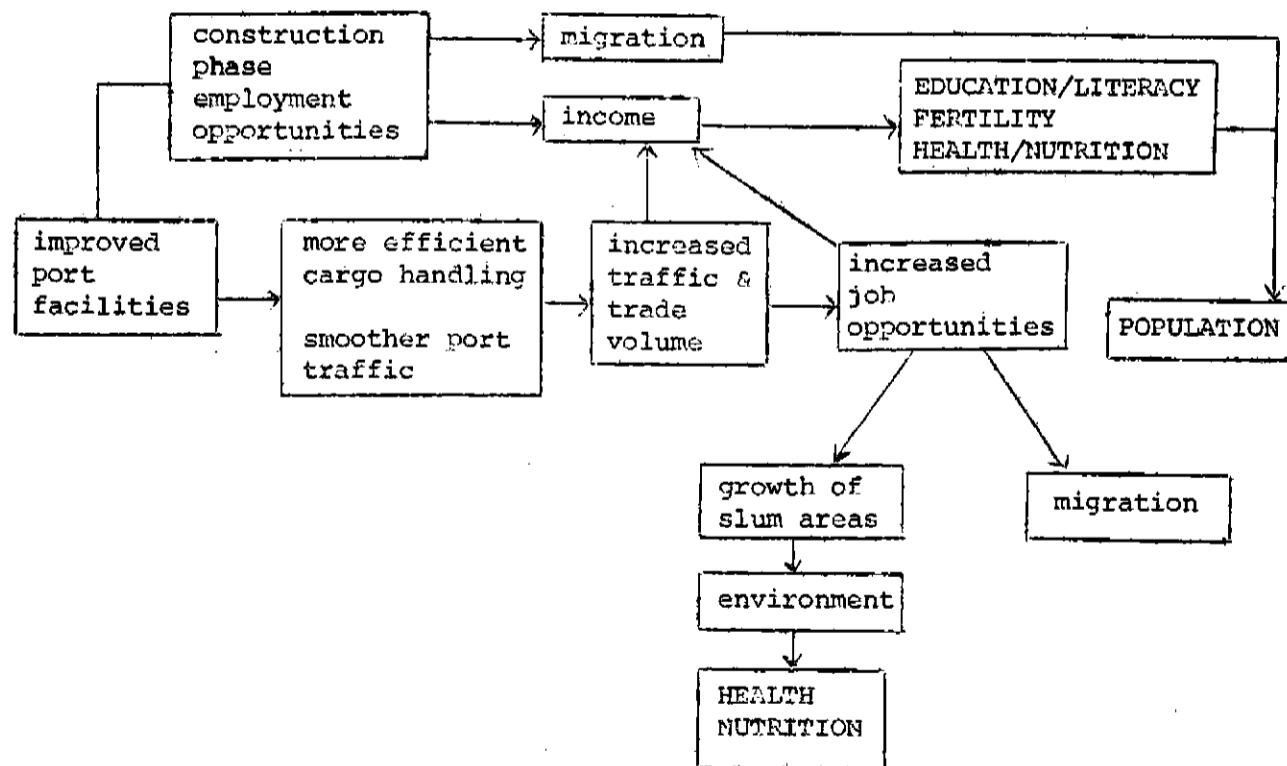 construction
phase
employment
opportunities
migration
income
EDUCATION/LITERACY
FERTILITY
HEALTH/NUTRITION
improved
port
facilities
more efficient
cargo handling
smoother port
traffic
increased
traffic &
trade
volume
increased
job
opportunities
POPULATION
growth of
slum areas
migration
environment
HEALTH
NUTRITION